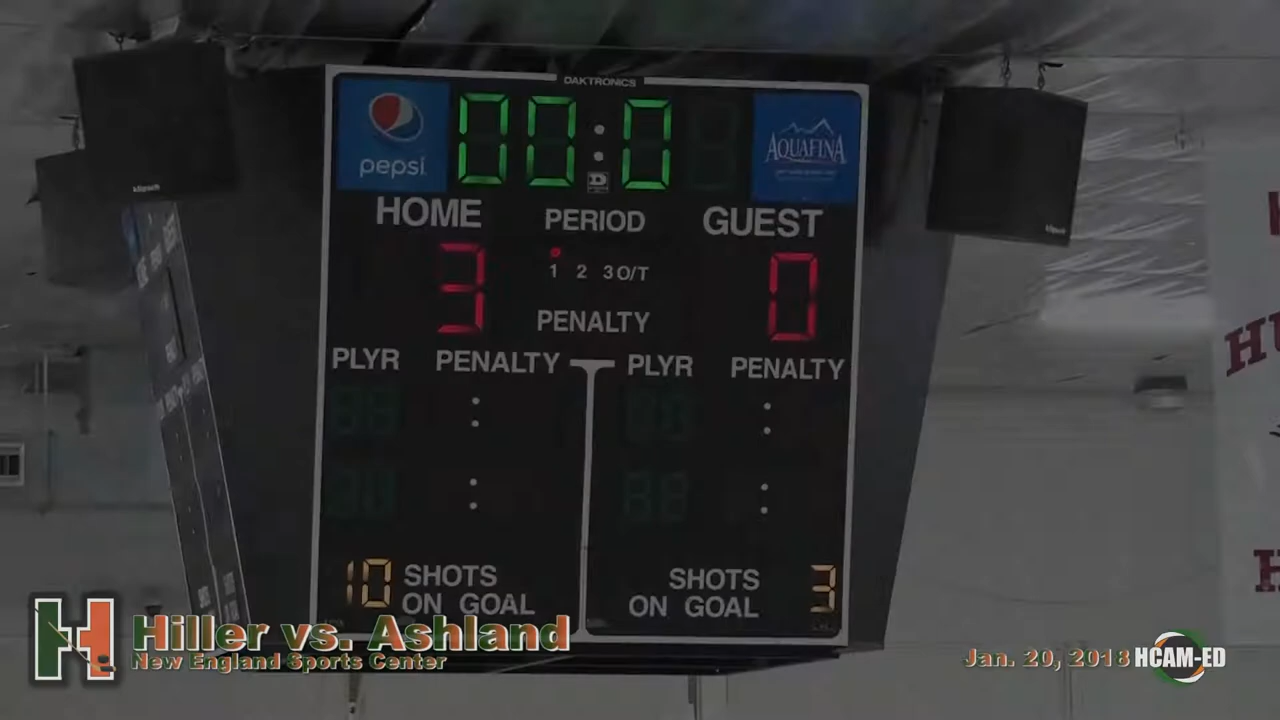 DAKTRONICS
pepsi
00:0
AQUAFINA
HOME PERIOD GUEST
3 1 2 3 O/T 0
PENALTY
PLYR PENALTY PLYR PENALTY
: :
: :
10 SHOTS ON GOAL
SHOTS ON GOAL 3
klipsch
klipsch
H Hiller vs. Ashland
New England Sports Center
Jan. 20, 2018 HCAM-ED